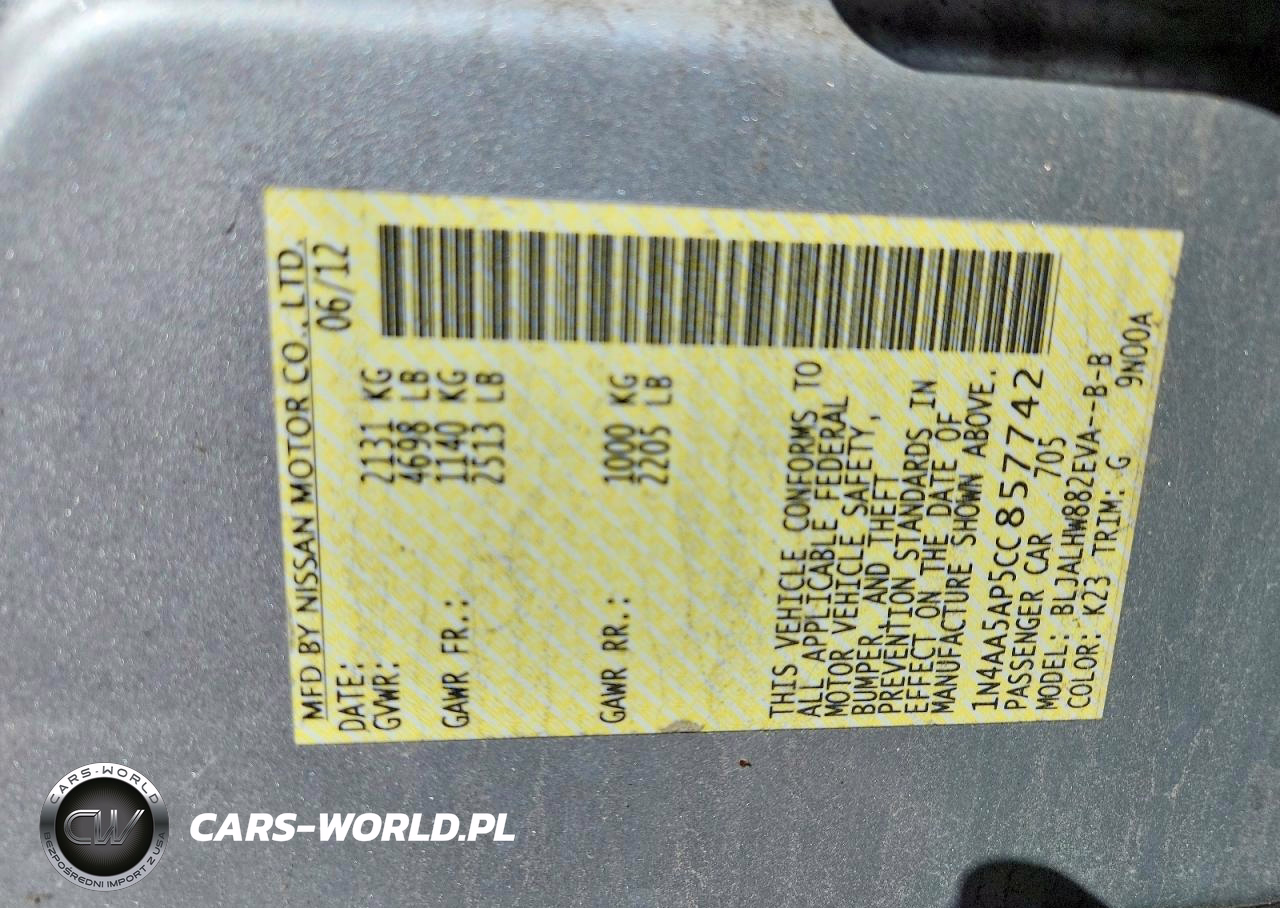 MFD BY NISSAN MOTOR CO., LTD.
DATE: 06/12
GVWR: 2131 KG
4698 LB
GAWR FR.: 1140 KG
2513 LB
GAWR RR.: 1000 KG
2205 LB
THIS VEHICLE CONFORMS TO
ALL APPLICABLE FEDERAL
MOTOR VEHICLE SAFETY,
BUMPER, AND THEFT
PREVENTION STANDARDS IN
EFFECT ON THE DATE OF
MANUFACTURE SHOWN ABOVE.
1N4AA5AP5CC857742
PASSENGER CAR 705
MODEL: BLJALHW882EVA--B-B
COLOR: K23 TRIM: G 9N00A
CARS-WORLD
CW
BEZPOŚREDNI IMPORT Z USA
CARS-WORLD.PL